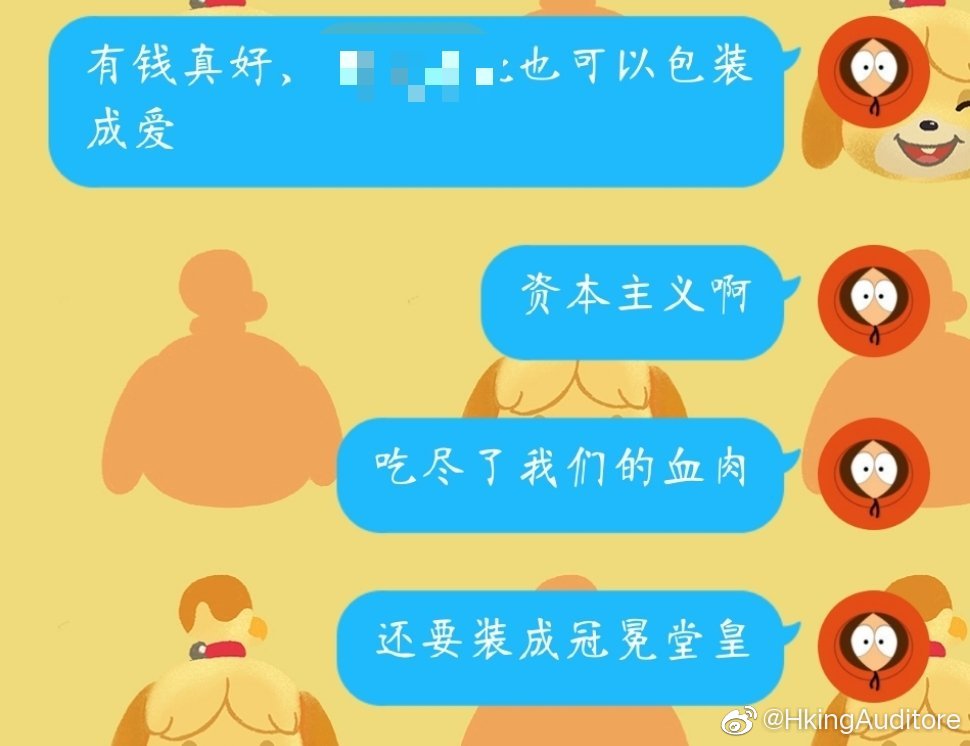 有钱真好，也可以包装
成爱
资本主义啊
吃尽了我们的血肉
还要装成冠冕堂皇
@HkingAuditore